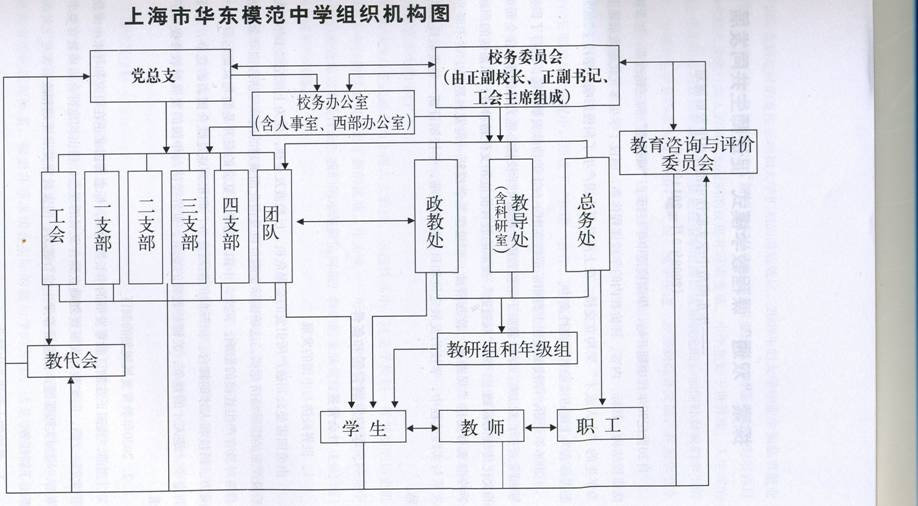 上海市华东模范中学组织机构图
党总支
校务委员会
(由正副校长、正副书记、
工会主席组成)
校务办公室
(含人事室、西部办公室)
教育咨询与评价
委员会
工会
一支部
二支部
三支部
四支部
团队
政教处
教导处
(含科研室)
总务处
教代会
教研组和年级组
学生
教师
职工